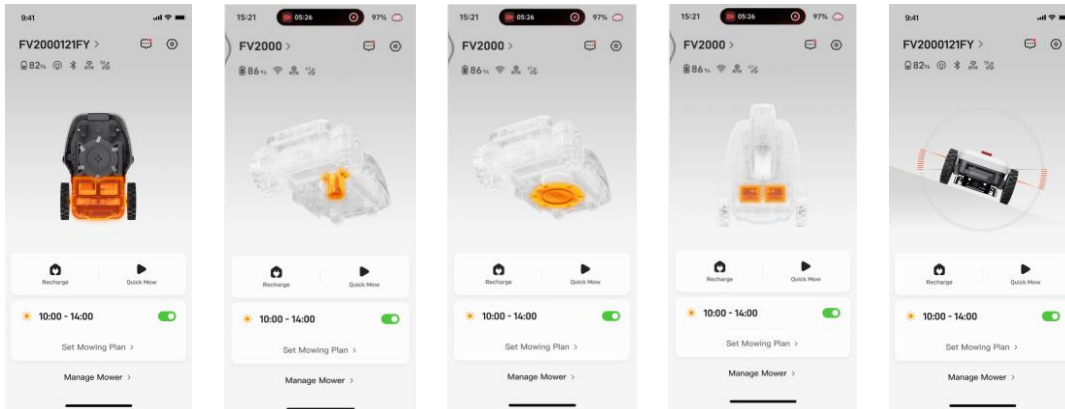 9:41
FV2000121FY >
82%
Recharge
Quick Mow
10:00 - 14:00
Set Mowing Plan >
Manage Mower >
15:21
05:26
97%
FV2000 >
86%
Recharge
Quick Mow
10:00 - 14:00
Set Mowing Plan >
Manage Mower >
15:21
05:26
97%
FV2000 >
86%
Recharge
Quick Mow
10:00 - 14:00
Set Mowing Plan >
Manage Mower >
15:21
05:26
97%
FV2000 >
86%
Recharge
Quick Mow
10:00 - 14:00
Set Mowing Plan >
Manage Mower >
9:41
FV2000121FY >
82%
Recharge
Quick Mow
10:00 - 14:00
Set Mowing Plan >
Manage Mower >